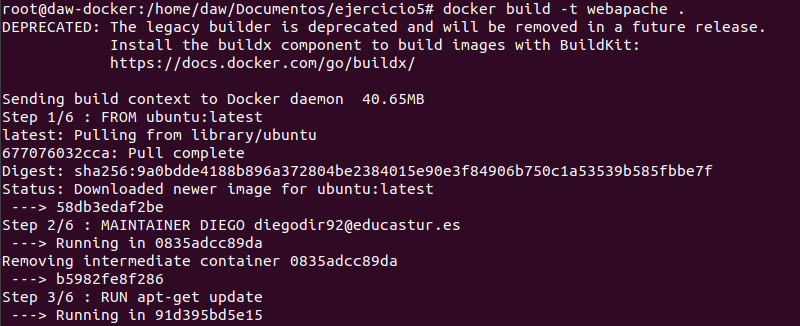 root@daw-docker:/home/daw/Documentos/ejercicio5# docker build -t webapache .
DEPRECATED: The legacy builder is deprecated and will be removed in a future release.
            Install the buildx component to build images with BuildKit:
            https://docs.docker.com/go/buildx/

Sending build context to Docker daemon  40.65MB
Step 1/6 : FROM ubuntu:latest
latest: Pulling from library/ubuntu
677076032cca: Pull complete
Digest: sha256:9a0bdde4188b896a372804be2384015e90e3f84906b750c1a53539b585fbbe7f
Status: Downloaded newer image for ubuntu:latest
 ---> 58db3edaf2be
Step 2/6 : MAINTAINER DIEGO diegodir92@educastur.es
 ---> Running in 0835adcc89da
Removing intermediate container 0835adcc89da
 ---> b5982fe8f286
Step 3/6 : RUN apt-get update
 ---> Running in 91d395bd5e15